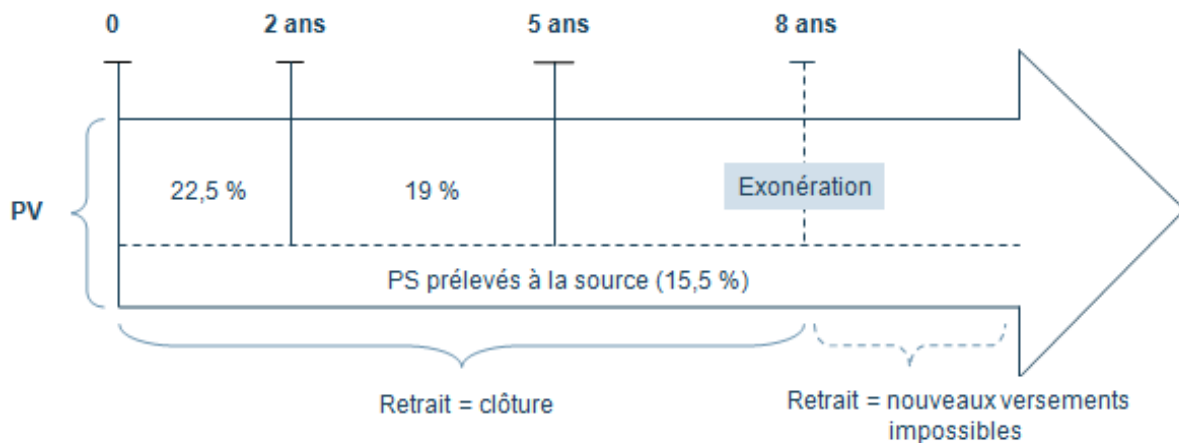 0
2 ans
5 ans
8 ans
PV
22,5 %
19 %
Exonération
PS prélevés à la source (15,5 %)
Retrait = clôture
Retrait = nouveaux versements
impossibles